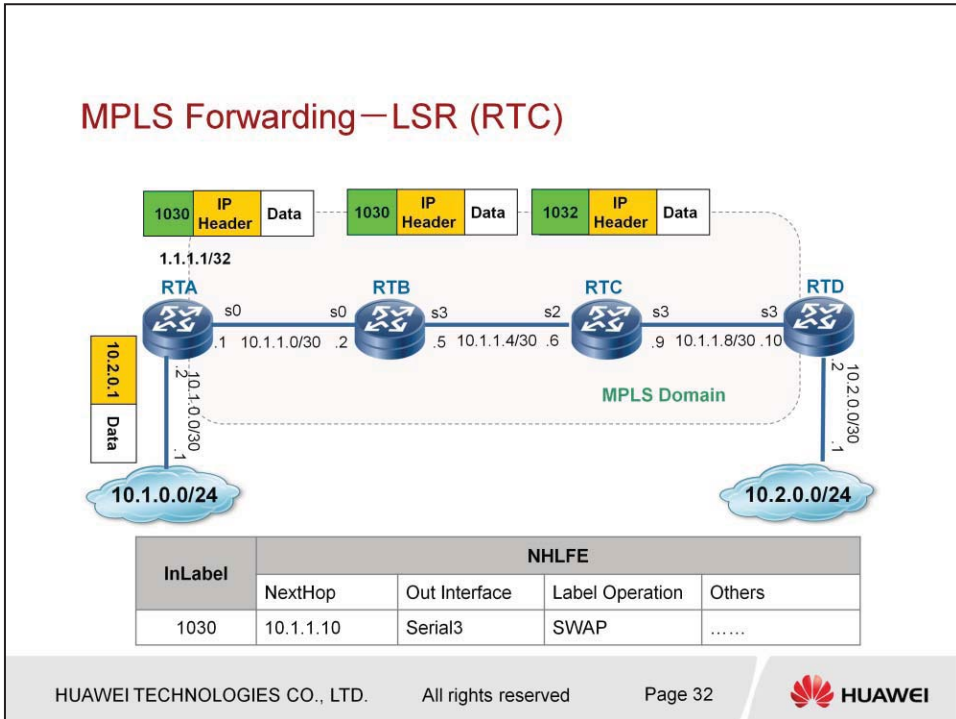 MPLS Forwarding—LSR (RTC)
1030 IP Header Data
1030 IP Header Data
1032 IP Header Data
1.1.1.1/32
RTA
RTB
RTC
RTD
s0
s0
s3
s2
s3
s3
.1
10.1.1.0/30
.2
.5
10.1.1.4/30
.6
.9
10.1.1.8/30
.10
10.2.0.1
Data
.2
10.1.0.0/30
.1
MPLS Domain
.2
10.2.0.0/30
.1
10.1.0.0/24
10.2.0.0/24
InLabel
NHLFE
NextHop Out Interface Label Operation Others
1030 10.1.1.10 Serial3 SWAP ......
HUAWEI TECHNOLOGIES CO., LTD. All rights reserved Page 32 HUAWEI